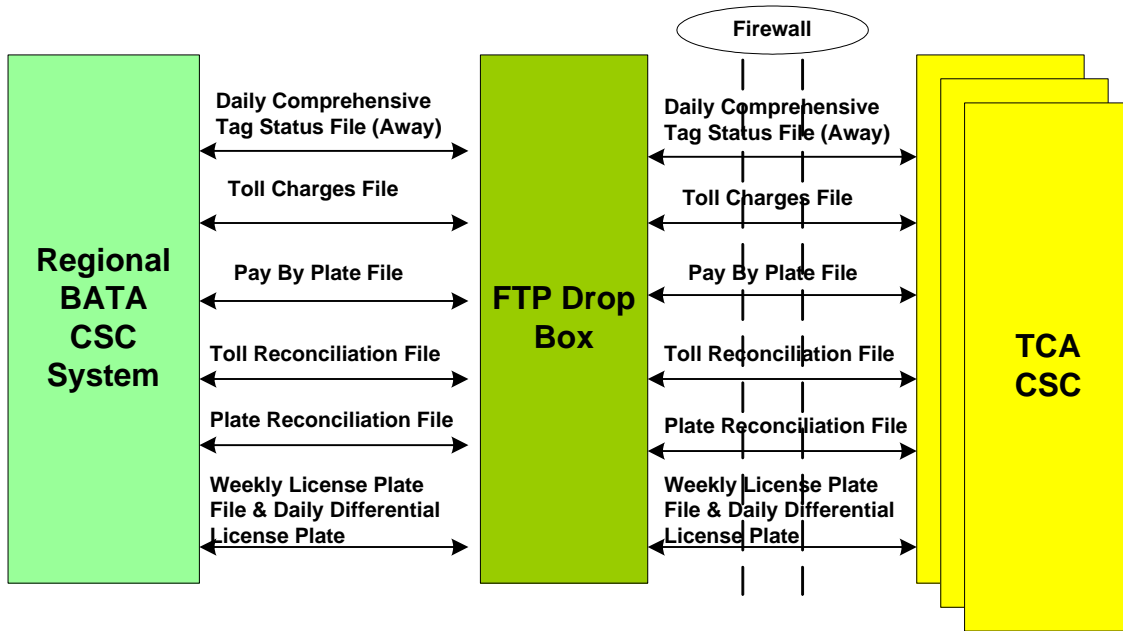 Firewall
Daily Comprehensive
Tag Status File (Away)
Toll Charges File
Pay By Plate File
Toll Reconciliation File
Plate Reconciliation File
Weekly License Plate
File & Daily Differential
License Plate
Daily Comprehensive
Tag Status File (Away)
Toll Charges File
Pay By Plate File
Toll Reconciliation File
Plate Reconciliation File
Weekly License Plate
File & Daily Differential
License Plate
Regional
BATA
CSC
System
FTP Drop
Box
TCA
CSC